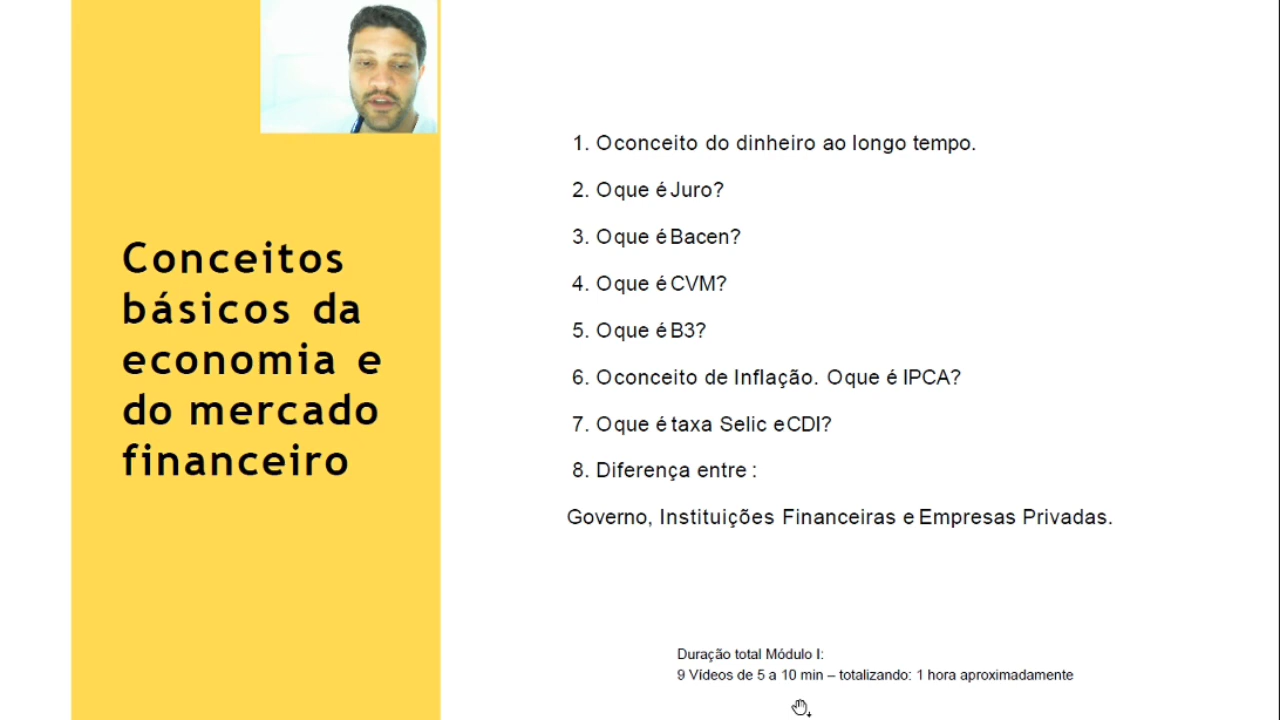 Conceitos
básicos da
economia e
do mercado
financeiro
1. Oconceito do dinheiro ao longo tempo.
2. Oque é Juro?
3. Oque é Bacen?
4. Oque é CVM?
5. Oque é B3?
6. Oconceito de Inflação. Oque é IPCA?
7. Oque é taxa Selic e CDI?
8. Diferença entre :
Governo, Instituições Financeiras e Empresas Privadas.
Duração total Módulo I:
9 Vídeos de 5 a 10 min – totalizando: 1 hora aproximadamente